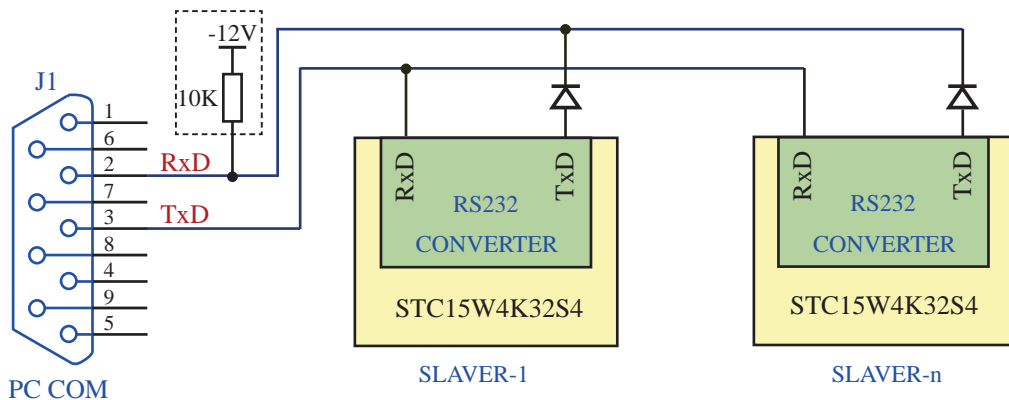 -12V
10K
J1
1
6
2
7
3
8
4
9
5
RxD
TxD
PC COM
RxD
TxD
RS232
CONVERTER
STC15W4K32S4
SLAVER-1
RxD
TxD
RS232
CONVERTER
STC15W4K32S4
SLAVER-n